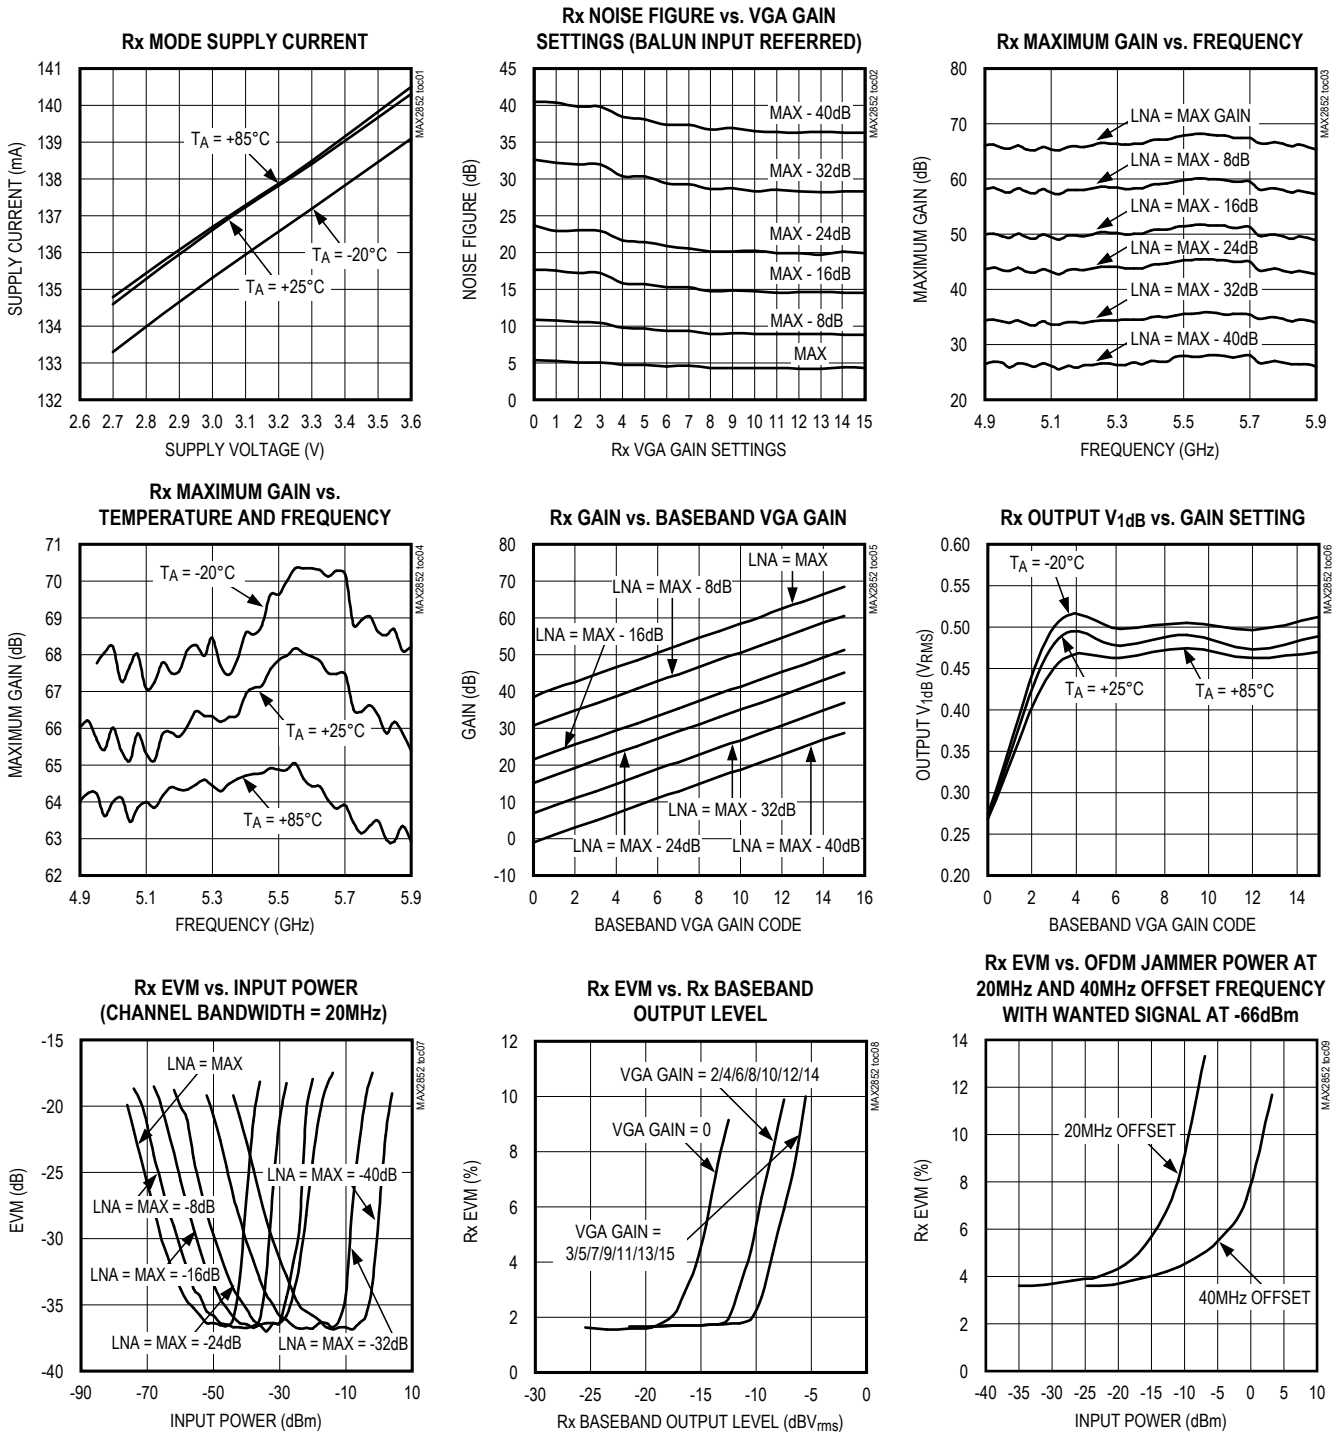 Rx MODE SUPPLY CURRENT
141
140
139
138
137
136
135
134
133
132
SUPPLY CURRENT (mA)
2.6 2.7 2.8 2.9 3.0 3.1 3.2 3.3 3.4 3.5 3.6
SUPPLY VOLTAGE (V)
TA = +85°C
TA = -20°C
TA = +25°C
MAX2852 toc01
Rx NOISE FIGURE vs. VGA GAIN
SETTINGS (BALUN INPUT REFERRED)
45
40
35
30
25
20
15
10
5
0
NOISE FIGURE (dB)
0 1 2 3 4 5 6 7 8 9 10 11 12 13 14 15
Rx VGA GAIN SETTINGS
MAX - 40dB
MAX - 32dB
MAX - 24dB
MAX - 16dB
MAX - 8dB
MAX
MAX2852 toc02
Rx MAXIMUM GAIN vs. FREQUENCY
80
70
60
50
40
30
20
MAXIMUM GAIN (dB)
4.9 5.1 5.3 5.5 5.7 5.9
FREQUENCY (GHz)
LNA = MAX GAIN
LNA = MAX - 8dB
LNA = MAX - 16dB
LNA = MAX - 24dB
LNA = MAX - 32dB
LNA = MAX - 40dB
MAX2852 toc03
Rx MAXIMUM GAIN vs.
TEMPERATURE AND FREQUENCY
71
70
69
68
67
66
65
64
63
62
MAXIMUM GAIN (dB)
4.9 5.1 5.3 5.5 5.7 5.9
FREQUENCY (GHz)
TA = -20°C
TA = +25°C
TA = +85°C
MAX2852 toc04
Rx GAIN vs. BASEBAND VGA GAIN
80
70
60
50
40
30
20
10
0
-10
GAIN (dB)
0 2 4 6 8 10 12 14 16
BASEBAND VGA GAIN CODE
LNA = MAX
LNA = MAX - 8dB
LNA = MAX - 16dB
LNA = MAX - 32dB
LNA = MAX - 24dB
LNA = MAX - 40dB
MAX2852 toc05
Rx OUTPUT V1dB vs. GAIN SETTING
0.60
0.55
0.50
0.45
0.40
0.35
0.30
0.25
0.20
OUTPUT V1dB (VRMS)
0 2 4 6 8 10 12 14
BASEBAND VGA GAIN CODE
TA = -20°C
TA = +25°C
TA = +85°C
MAX2852 toc06
Rx EVM vs. INPUT POWER
(CHANNEL BANDWIDTH = 20MHz)
-15
-20
-25
-30
-35
-40
EVM (dB)
-90 -70 -50 -30 -10 10
INPUT POWER (dBm)
LNA = MAX
LNA = MAX = -40dB
LNA = MAX = -8dB
LNA = MAX = -16dB
LNA = MAX = -24dB
LNA = MAX = -32dB
MAX2852 toc07
Rx EVM vs. Rx BASEBAND
OUTPUT LEVEL
12
10
8
6
4
2
0
Rx EVM (%)
-30 -25 -20 -15 -10 -5 0
Rx BASEBAND OUTPUT LEVEL (dBVrms)
VGA GAIN = 2/4/6/8/10/12/14
VGA GAIN = 0
VGA GAIN =
3/5/7/9/11/13/15
MAX2852 toc08
Rx EVM vs. OFDM JAMMER POWER AT
20MHz AND 40MHz OFFSET FREQUENCY
WITH WANTED SIGNAL AT -66dBm
14
12
10
8
6
4
2
0
Rx EVM (%)
-40 -35 -30 -25 -20 -15 -10 -5 0 5 10
INPUT POWER (dBm)
20MHz OFFSET
40MHz OFFSET
MAX2852 toc09